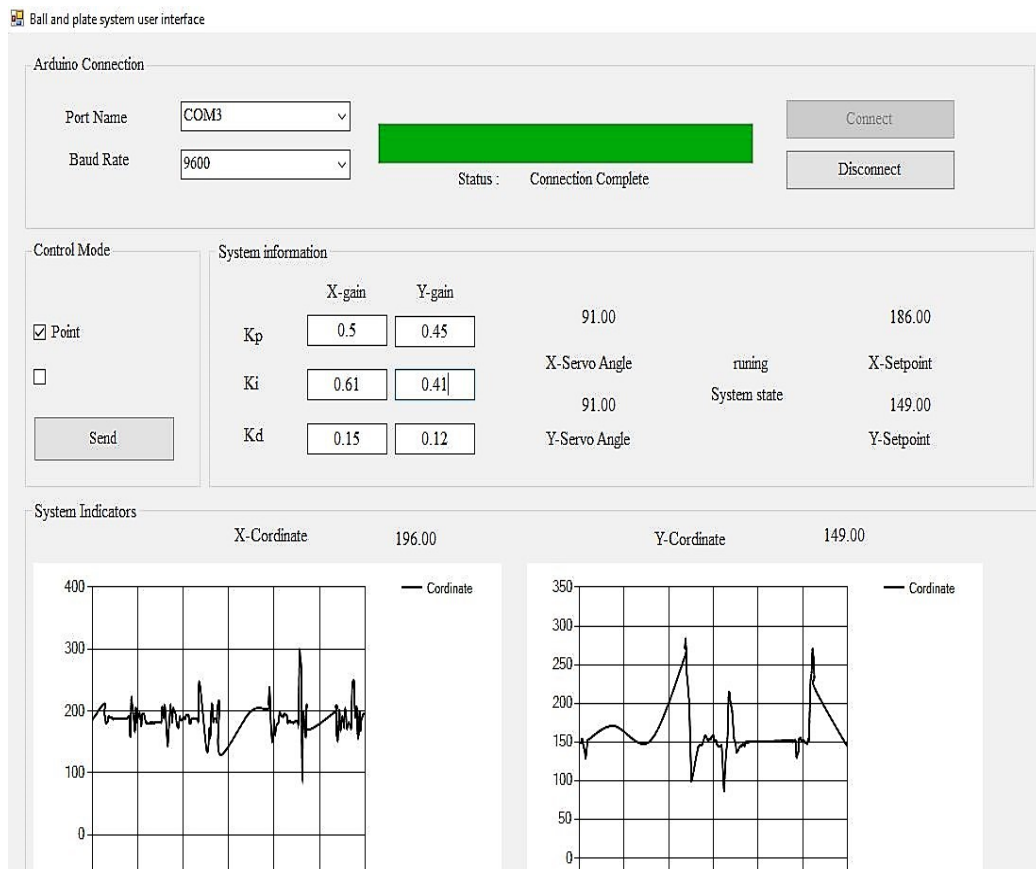 Ball and plate system user interface
Arduino Connection
Port Name COM3
Connect
Baud Rate 9600
Disconnect
Status : Connection Complete
Control Mode
System information
X-gain Y-gain
Point
Kp 0.5 0.45
91.00 186.00
X-Servo Angle runing X-Setpoint
Ki 0.61 0.41
System state
91.00 149.00
Send
Kd 0.15 0.12
Y-Servo Angle Y-Setpoint
System Indicators
X-Cordinate 196.00
Y-Cordinate 149.00
400
300
200
100
0
Cordinate
350
300
250
200
150
100
50
0
Cordinate